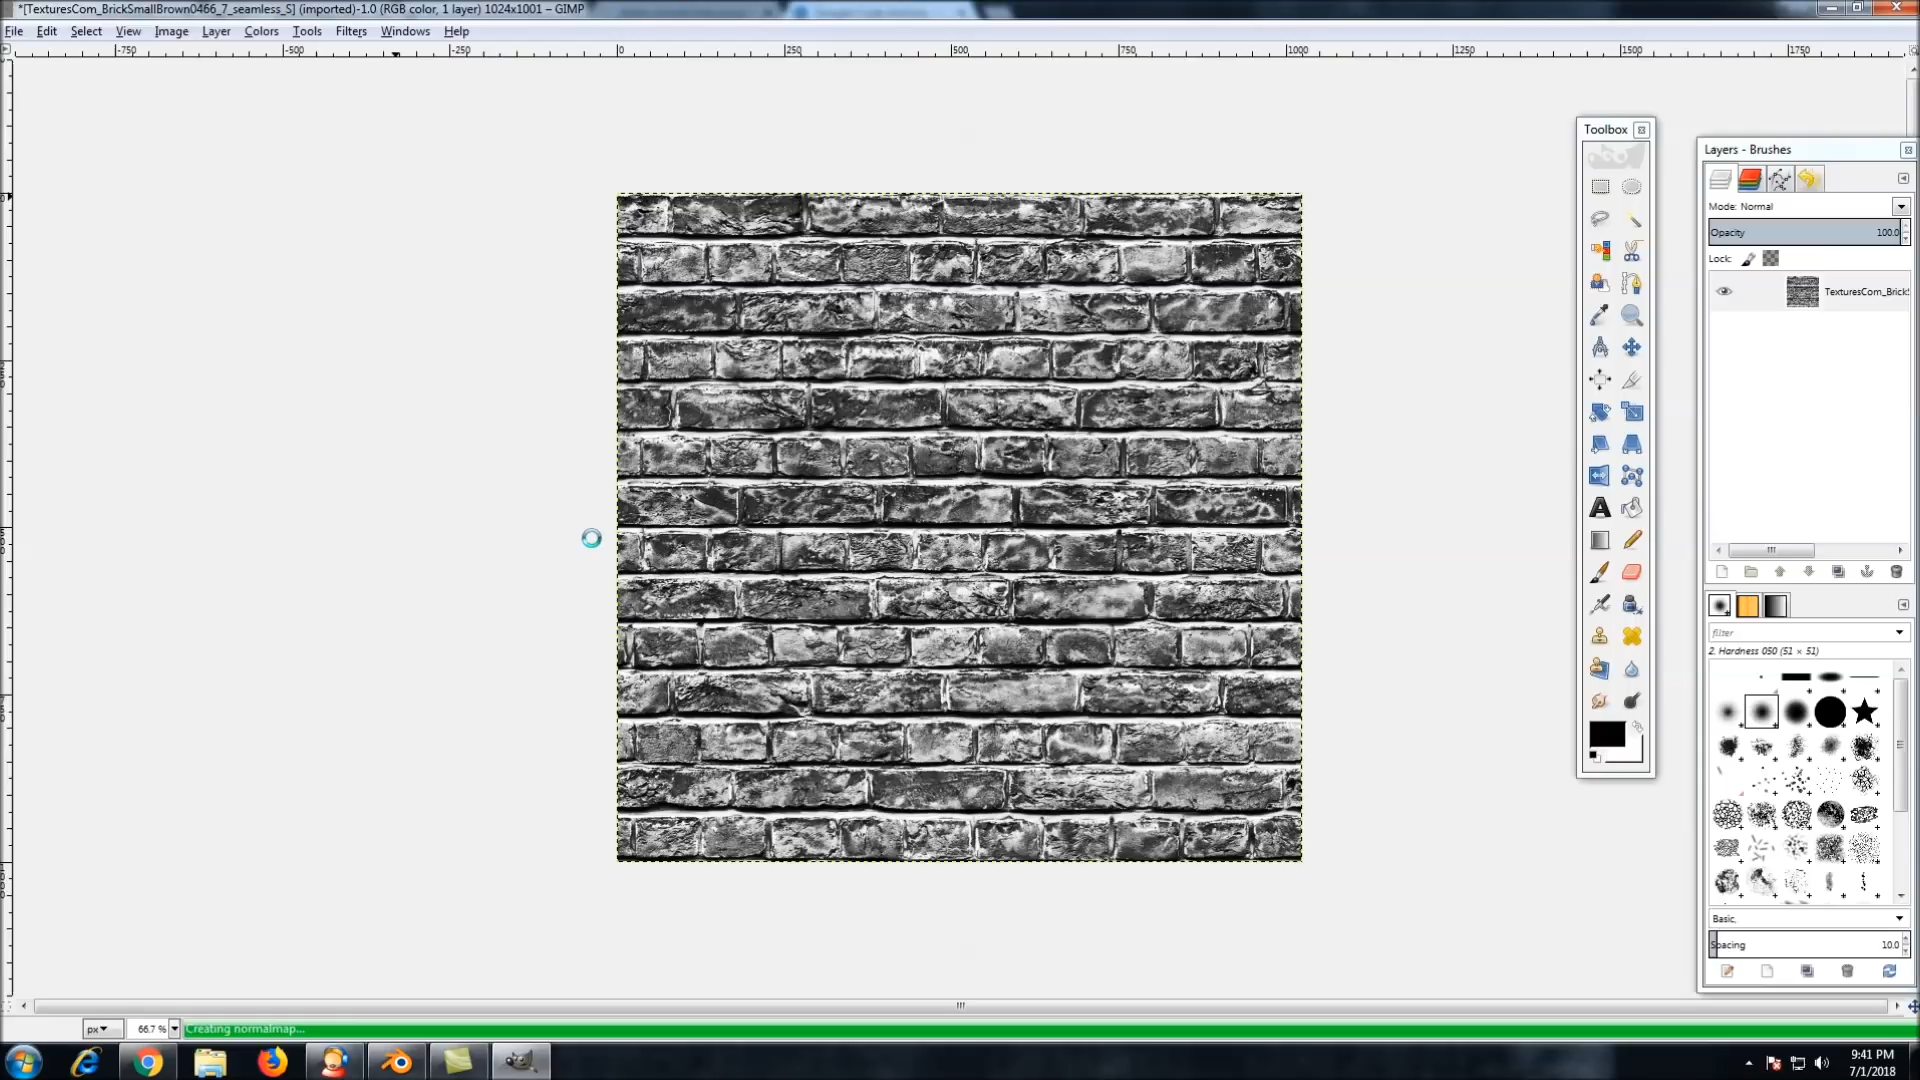 *[TexturesCom_BrickSmallBrown0466_7_seamless_S] (imported)-1.0 (RGB color, 1 layer) 1024x1001 – GIMP
File Edit Select View Image Layer Colors Tools Filters Windows Help
-750 -500 -250 0 250 500 750 1000 1250 1500 1750
Toolbox
Layers - Brushes
Mode: Normal
Opacity 100.0
Lock:
TexturesCom_Brick
filter
2. Hardness 050 (51 × 51)
Basic,
Spacing 10.0
px 66.7 % Creating normalmap...
9:41 PM
7/1/2018